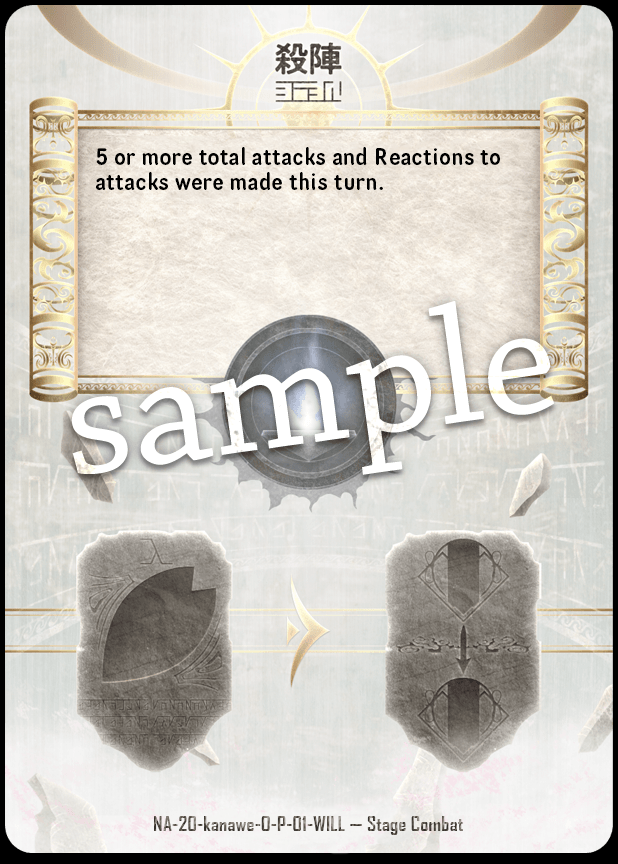 殺陣
5 or more total attacks and Reactions to
attacks were made this turn.
sample
NA-20-kanawe-O-P-01-WILL — Stage Combat